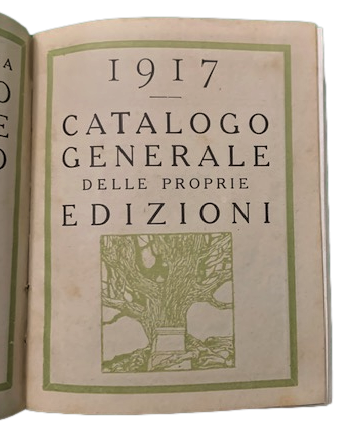 1917
CATALOGO
GENERALE
DELLE PROPRIE
EDIZIONI